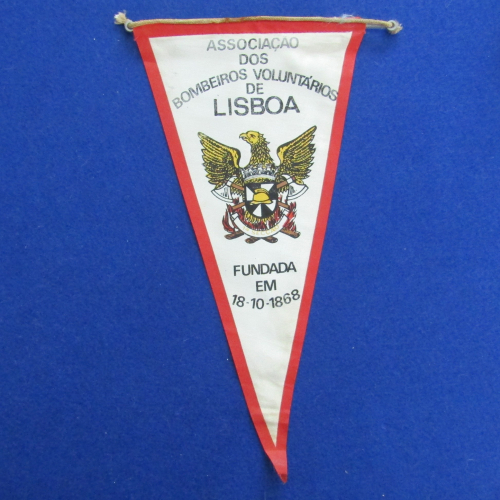 ASSOCIAÇAO
DOS
BOMBEIROS VOLUNTÁRIOS
DE
LISBOA
FUNDADA
EM
18-10-1868